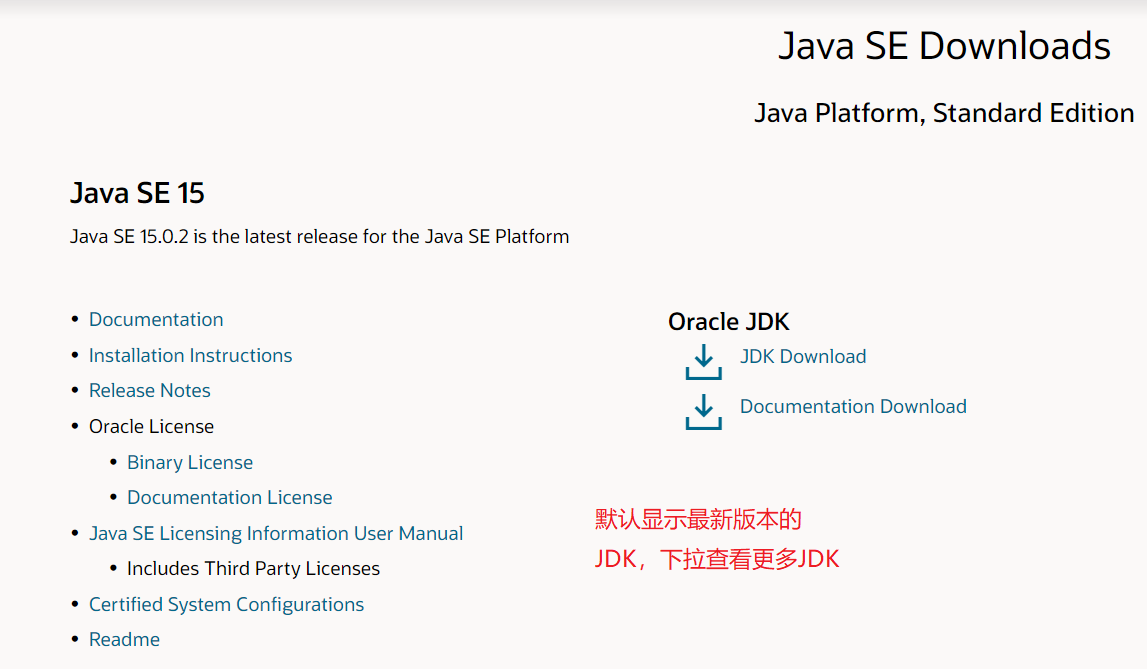 Java SE Downloads
Java Platform, Standard Edition
Java SE 15
Java SE 15.0.2 is the latest release for the Java SE Platform
Documentation
Installation Instructions
Release Notes
Oracle License
Binary License
Documentation License
Java SE Licensing Information User Manual
Includes Third Party Licenses
Certified System Configurations
Readme
Oracle JDK
JDK Download
Documentation Download
默认显示最新版本的
JDK，下拉查看更多JDK